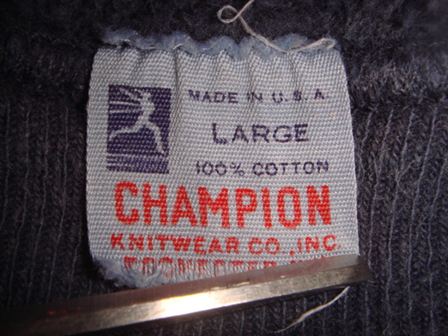 MADE IN U.S.A.
LARGE
100% COTTON
CHAMPION
KNITWEAR CO., INC.